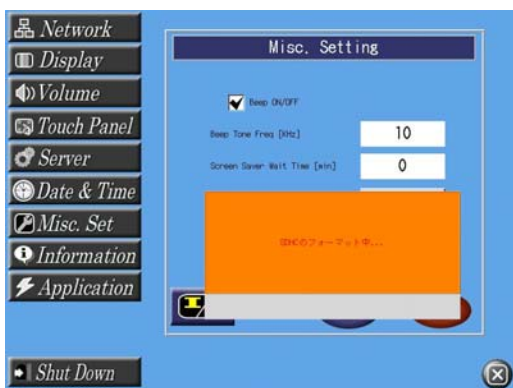 Network
Display
Volume
Touch Panel
Server
Date & Time
Misc. Set
Information
Application
Shut Down
Misc. Setting
Beep ON/OFF
Beep Tone Freq [KHz]
10
Screen Saver Wait Time [min]
0
SDHCのフォーマット中...